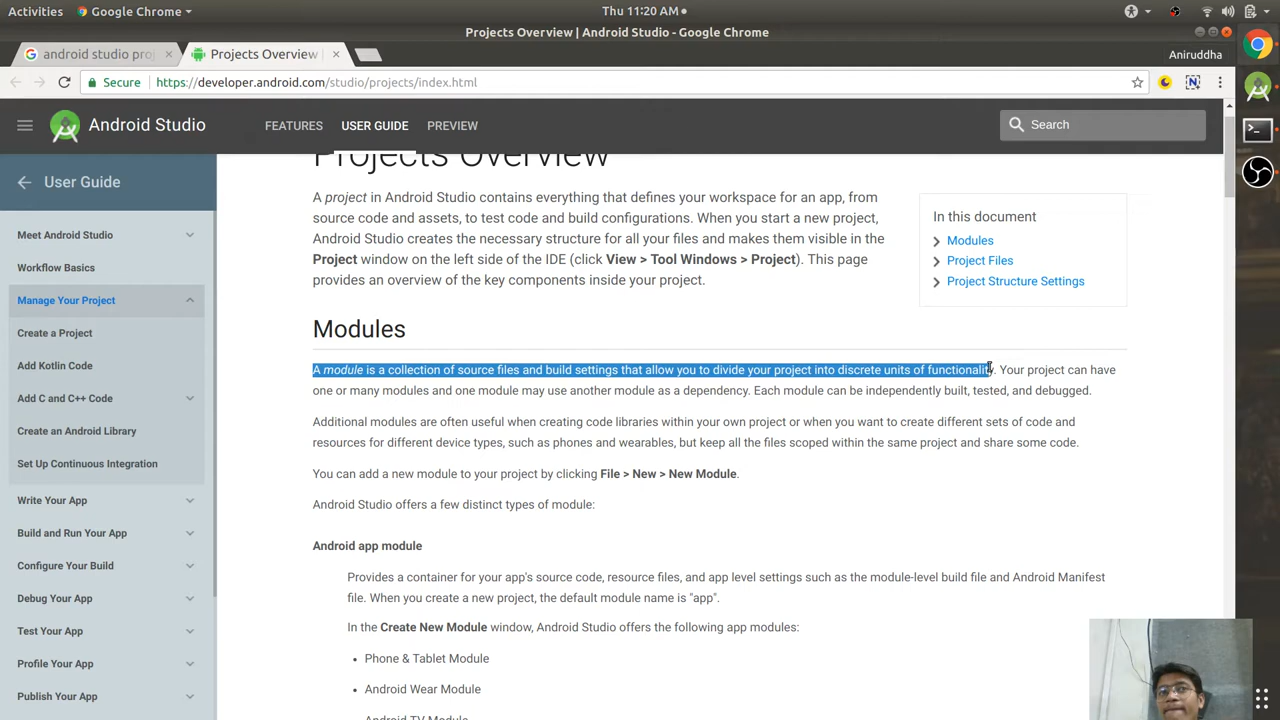 Activities Google Chrome Thu 11:20 AM
Projects Overview | Android Studio - Google Chrome
android studio proj × Projects Overview | Android × Aniruddha
Secure https://developer.android.com/studio/projects/index.html
Android Studio FEATURES USER GUIDE PREVIEW Search
User Guide
Meet Android Studio
Workflow Basics
Manage Your Project
Create a Project
Add Kotlin Code
Add C and C++ Code
Create an Android Library
Set Up Continuous Integration
Write Your App
Build and Run Your App
Configure Your Build
Debug Your App
Test Your App
Profile Your App
Publish Your App
Projects Overview
A project in Android Studio contains everything that defines your workspace for an app, from
source code and assets, to test code and build configurations. When you start a new project,
Android Studio creates the necessary structure for all your files and makes them visible in the
Project window on the left side of the IDE (click View > Tool Windows > Project). This page
provides an overview of the key components inside your project.
In this document
Modules
Project Files
Project Structure Settings
Modules
A module is a collection of source files and build settings that allow you to divide your project into discrete units of functionality. Your project can have
one or many modules and one module may use another module as a dependency. Each module can be independently built, tested, and debugged.
Additional modules are often useful when creating code libraries within your own project or when you want to create different sets of code and
resources for different device types, such as phones and wearables, but keep all the files scoped within the same project and share some code.
You can add a new module to your project by clicking File > New > New Module.
Android Studio offers a few distinct types of module:
Android app module
Provides a container for your app's source code, resource files, and app level settings such as the module-level build file and Android Manifest
file. When you create a new project, the default module name is "app".
In the Create New Module window, Android Studio offers the following app modules:
• Phone & Tablet Module
• Android Wear Module
Android TV Module